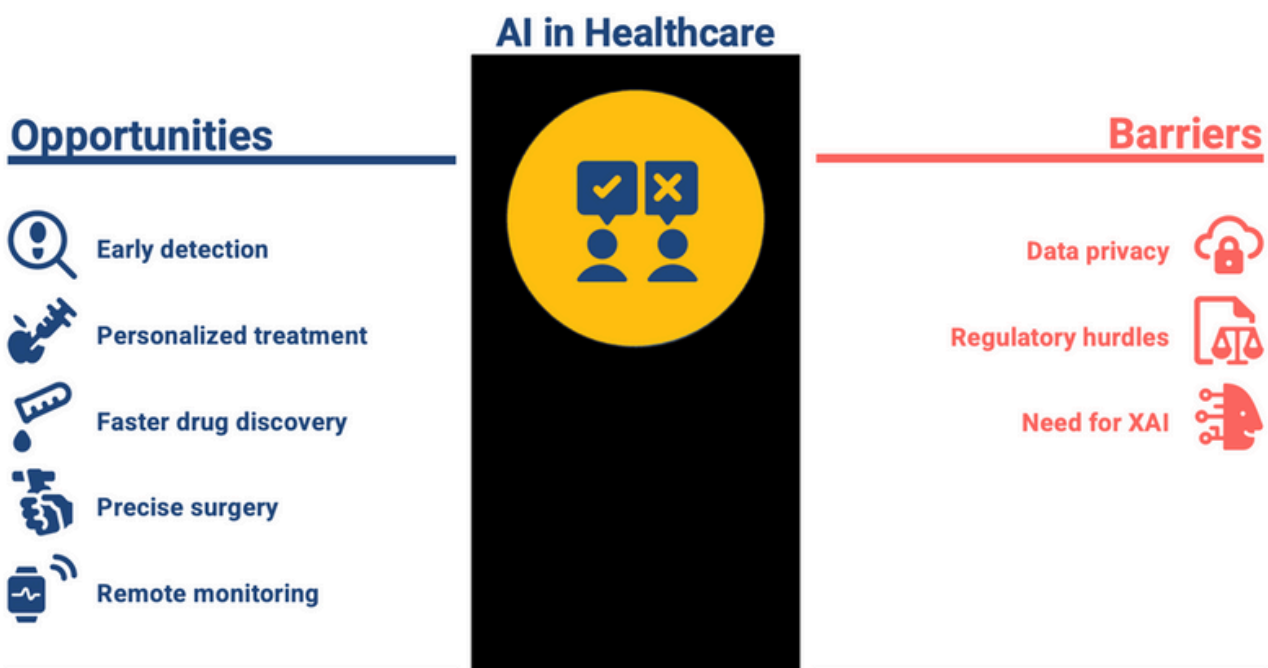 AI in Healthcare
Opportunities
Early detection
Personalized treatment
Faster drug discovery
Precise surgery
Remote monitoring
Barriers
Data privacy
Regulatory hurdles
Need for XAI